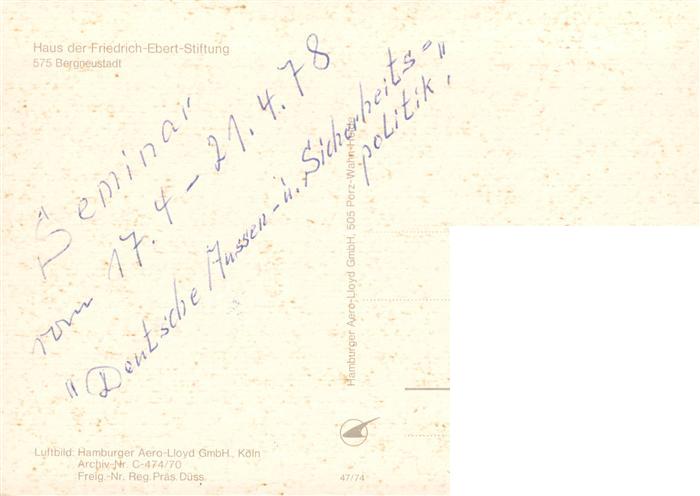 Haus der Friedrich-Ebert-Stiftung
575 Bergneustadt
Seminar
vom 17.4 - 21.4.78
"Deutsche Aussen- u. Sicherheits="
politik.
Hamburger Aero-Lloyd GmbH, 505 Porz-Wahn-Heide
Luftbild: Hamburger Aero-Lloyd GmbH., Köln
Archiv-Nr. C-474/70
Freig.-Nr. Reg.Präs.Düss.
47/74